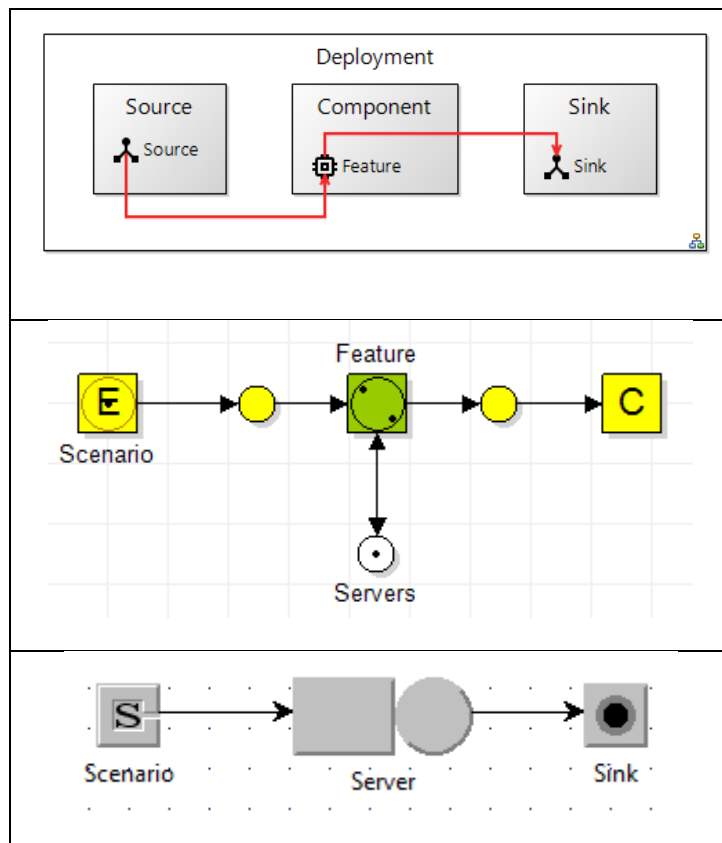 Deployment
Source Component Sink
Source
Feature Sink
Feature
E C
Scenario
Servers
S
Scenario Server Sink